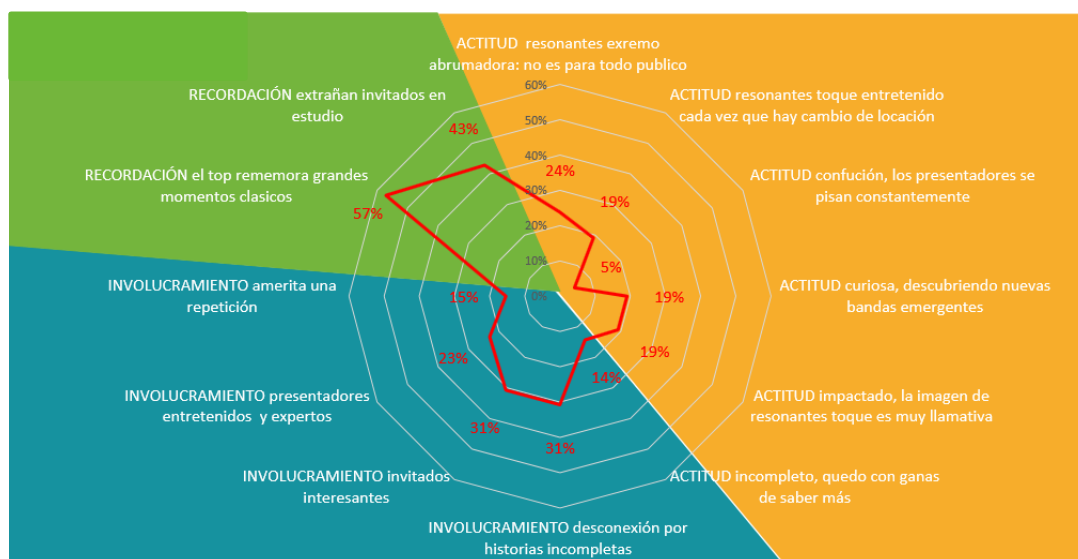 ACTITUD resonantes exremo
abrumadora: no es para todo publico
60%
RECORDACIÓN extrañan invitados en
estudio
ACTITUD resonantes toque entretenido
cada vez que hay cambio de locación
50%
43%
40%
24%
RECORDACIÓN el top rememora grandes
momentos clasicos
ACTITUD confución, los presentadores se
pisan constantemente
30%
19%
57%
20%
10%
5%
INVOLUCRAMIENTO amerita una
repetición
15%
0%
19%
ACTITUD curiosa, descubriendo nuevas
bandas emergentes
23%
19%
14%
INVOLUCRAMIENTO presentadores
entretenidos y expertos
ACTITUD impactado, la imagen de
resonantes toque es muy llamativa
31%
31%
INVOLUCRAMIENTO invitados
interesantes
ACTITUD incompleto, quedo con ganas
de saber más
INVOLUCRAMIENTO desconexión por
historias incompletas